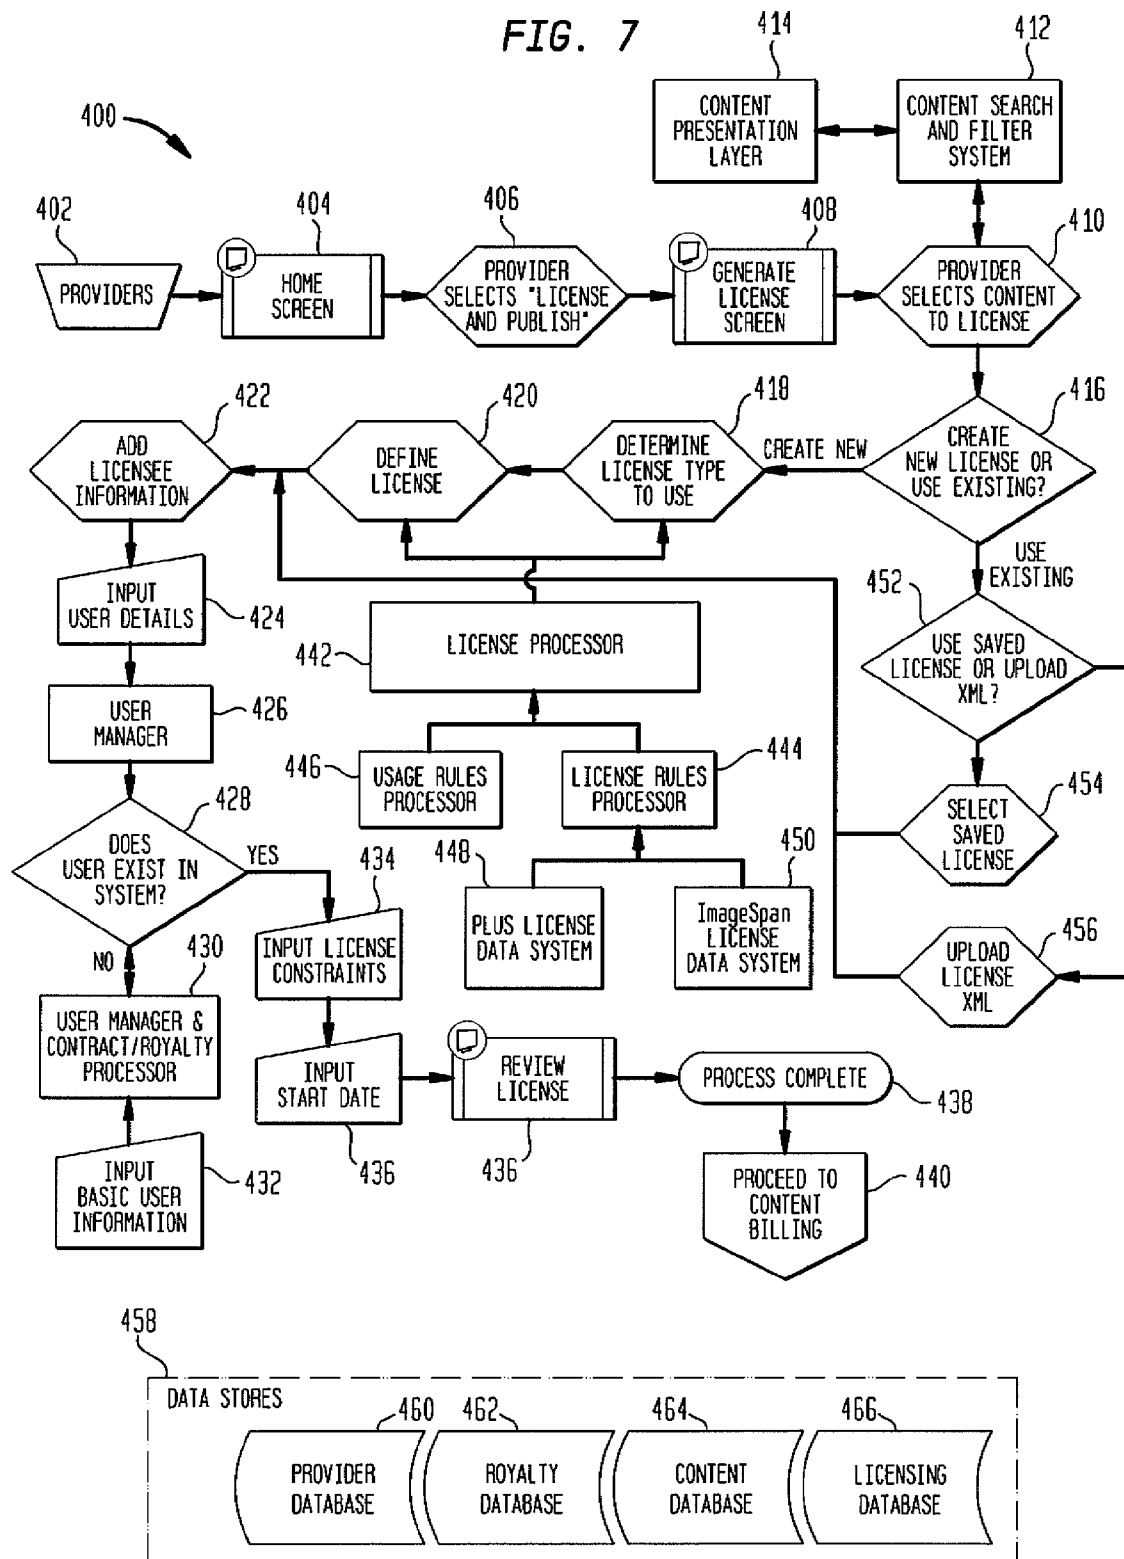 FIG. 7
414
412
400
CONTENT
PRESENTATION
LAYER
CONTENT SEARCH
AND FILTER
SYSTEM
402
404
406
408
410
PROVIDERS
HOME
SCREEN
PROVIDER
SELECTS "LICENSE
AND PUBLISH"
GENERATE
LICENSE
SCREEN
PROVIDER
SELECTS CONTENT
TO LICENSE
422
420
418
416
ADD
LICENSEE
INFORMATION
DEFINE
LICENSE
DETERMINE
LICENSE TYPE
TO USE
CREATE NEW
CREATE
NEW LICENSE OR
USE EXISTING?
USE
EXISTING
INPUT
USER DETAILS
424
452
442
LICENSE PROCESSOR
USE SAVED
LICENSE OR UPLOAD
XML?
USER
MANAGER
426
446
USAGE RULES
PROCESSOR
LICENSE RULES
PROCESSOR
444
454
SELECT
SAVED
LICENSE
428
DOES
USER EXIST IN
SYSTEM?
YES
434
448
450
PLUS LICENSE
DATA SYSTEM
ImageSpan
LICENSE
DATA SYSTEM
INPUT LICENSE
CONSTRAINTS
456
UPLOAD
LICENSE
XML
NO
430
USER MANAGER &
CONTRACT/ROYALTY
PROCESSOR
INPUT
START DATE
436
REVIEW
LICENSE
436
PROCESS COMPLETE
438
INPUT
BASIC USER
INFORMATION
432
PROCEED TO
CONTENT
BILLING
440
458
DATA STORES
460
462
464
466
PROVIDER
DATABASE
ROYALTY
DATABASE
CONTENT
DATABASE
LICENSING
DATABASE